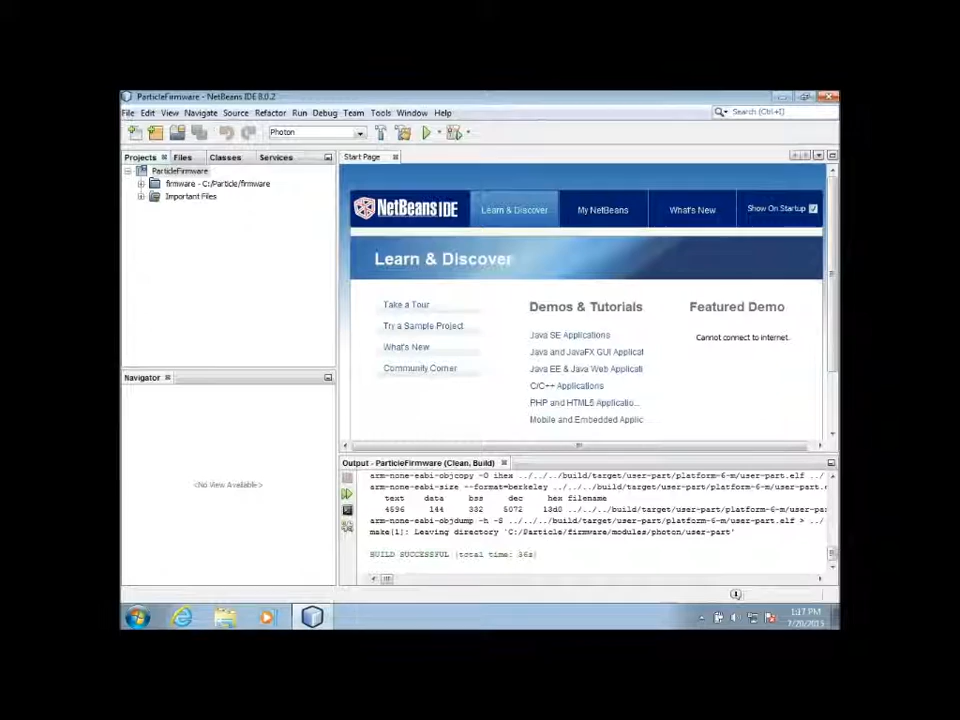 ParticleFirmware - NetBeans IDE 8.0.2
File Edit View Navigate Source Refactor Run Debug Team Tools Window Help
Search (Ctrl+I)
Photon
Projects Files Classes Services
Start Page
ParticleFirmware
firmware - C:/Particle/firmware
Important Files
NetBeans IDE
Learn & Discover
My NetBeans
What's New
Show On Startup
Learn & Discover
Take a Tour
Try a Sample Project
What's New
Community Corner
Demos & Tutorials
Java SE Applications
Java and JavaFX GUI Applicat
Java EE & Java Web Applicati
C/C++ Applications
PHP and HTML5 Applicatio...
Mobile and Embedded Applic
Featured Demo
Cannot connect to internet.
Navigator
<No View Available>
Output - ParticleFirmware (Clean, Build)
arm-none-eabi-objcopy -O ihex ../../../build/target/user-part/platform-6-m/user-part.elf ../
arm-none-eabi-size --format=berkeley ../../../build/target/user-part/platform-6-m/user-part.
text data bss dec hex filename
4596 144 332 5072 13d0 ../../../build/target/user-part/platform-6-m/user-pa
arm-none-eabi-objdump -h -S ../../../build/target/user-part/platform-6-m/user-part.elf > ../
make[1]: Leaving directory 'C:/Particle/firmware/modules/photon/user-part'
BUILD SUCCESSFUL (total time: 36s)
1:17 PM